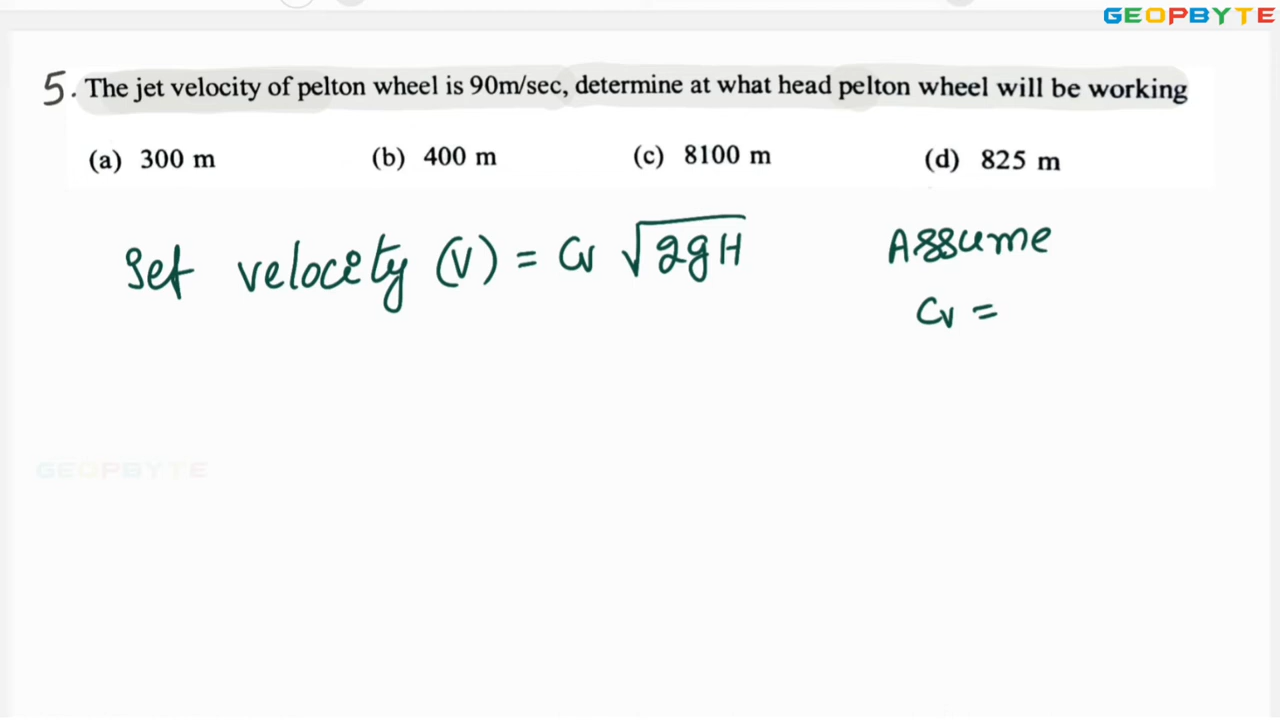 GEOPBYTE
5. The jet velocity of pelton wheel is 90m/sec, determine at what head pelton wheel will be working
(a) 300 m (b) 400 m (c) 8100 m (d) 825 m
Jet velocity (V) = Cv √2gH
Assume
Cv =
GEOPBYTE